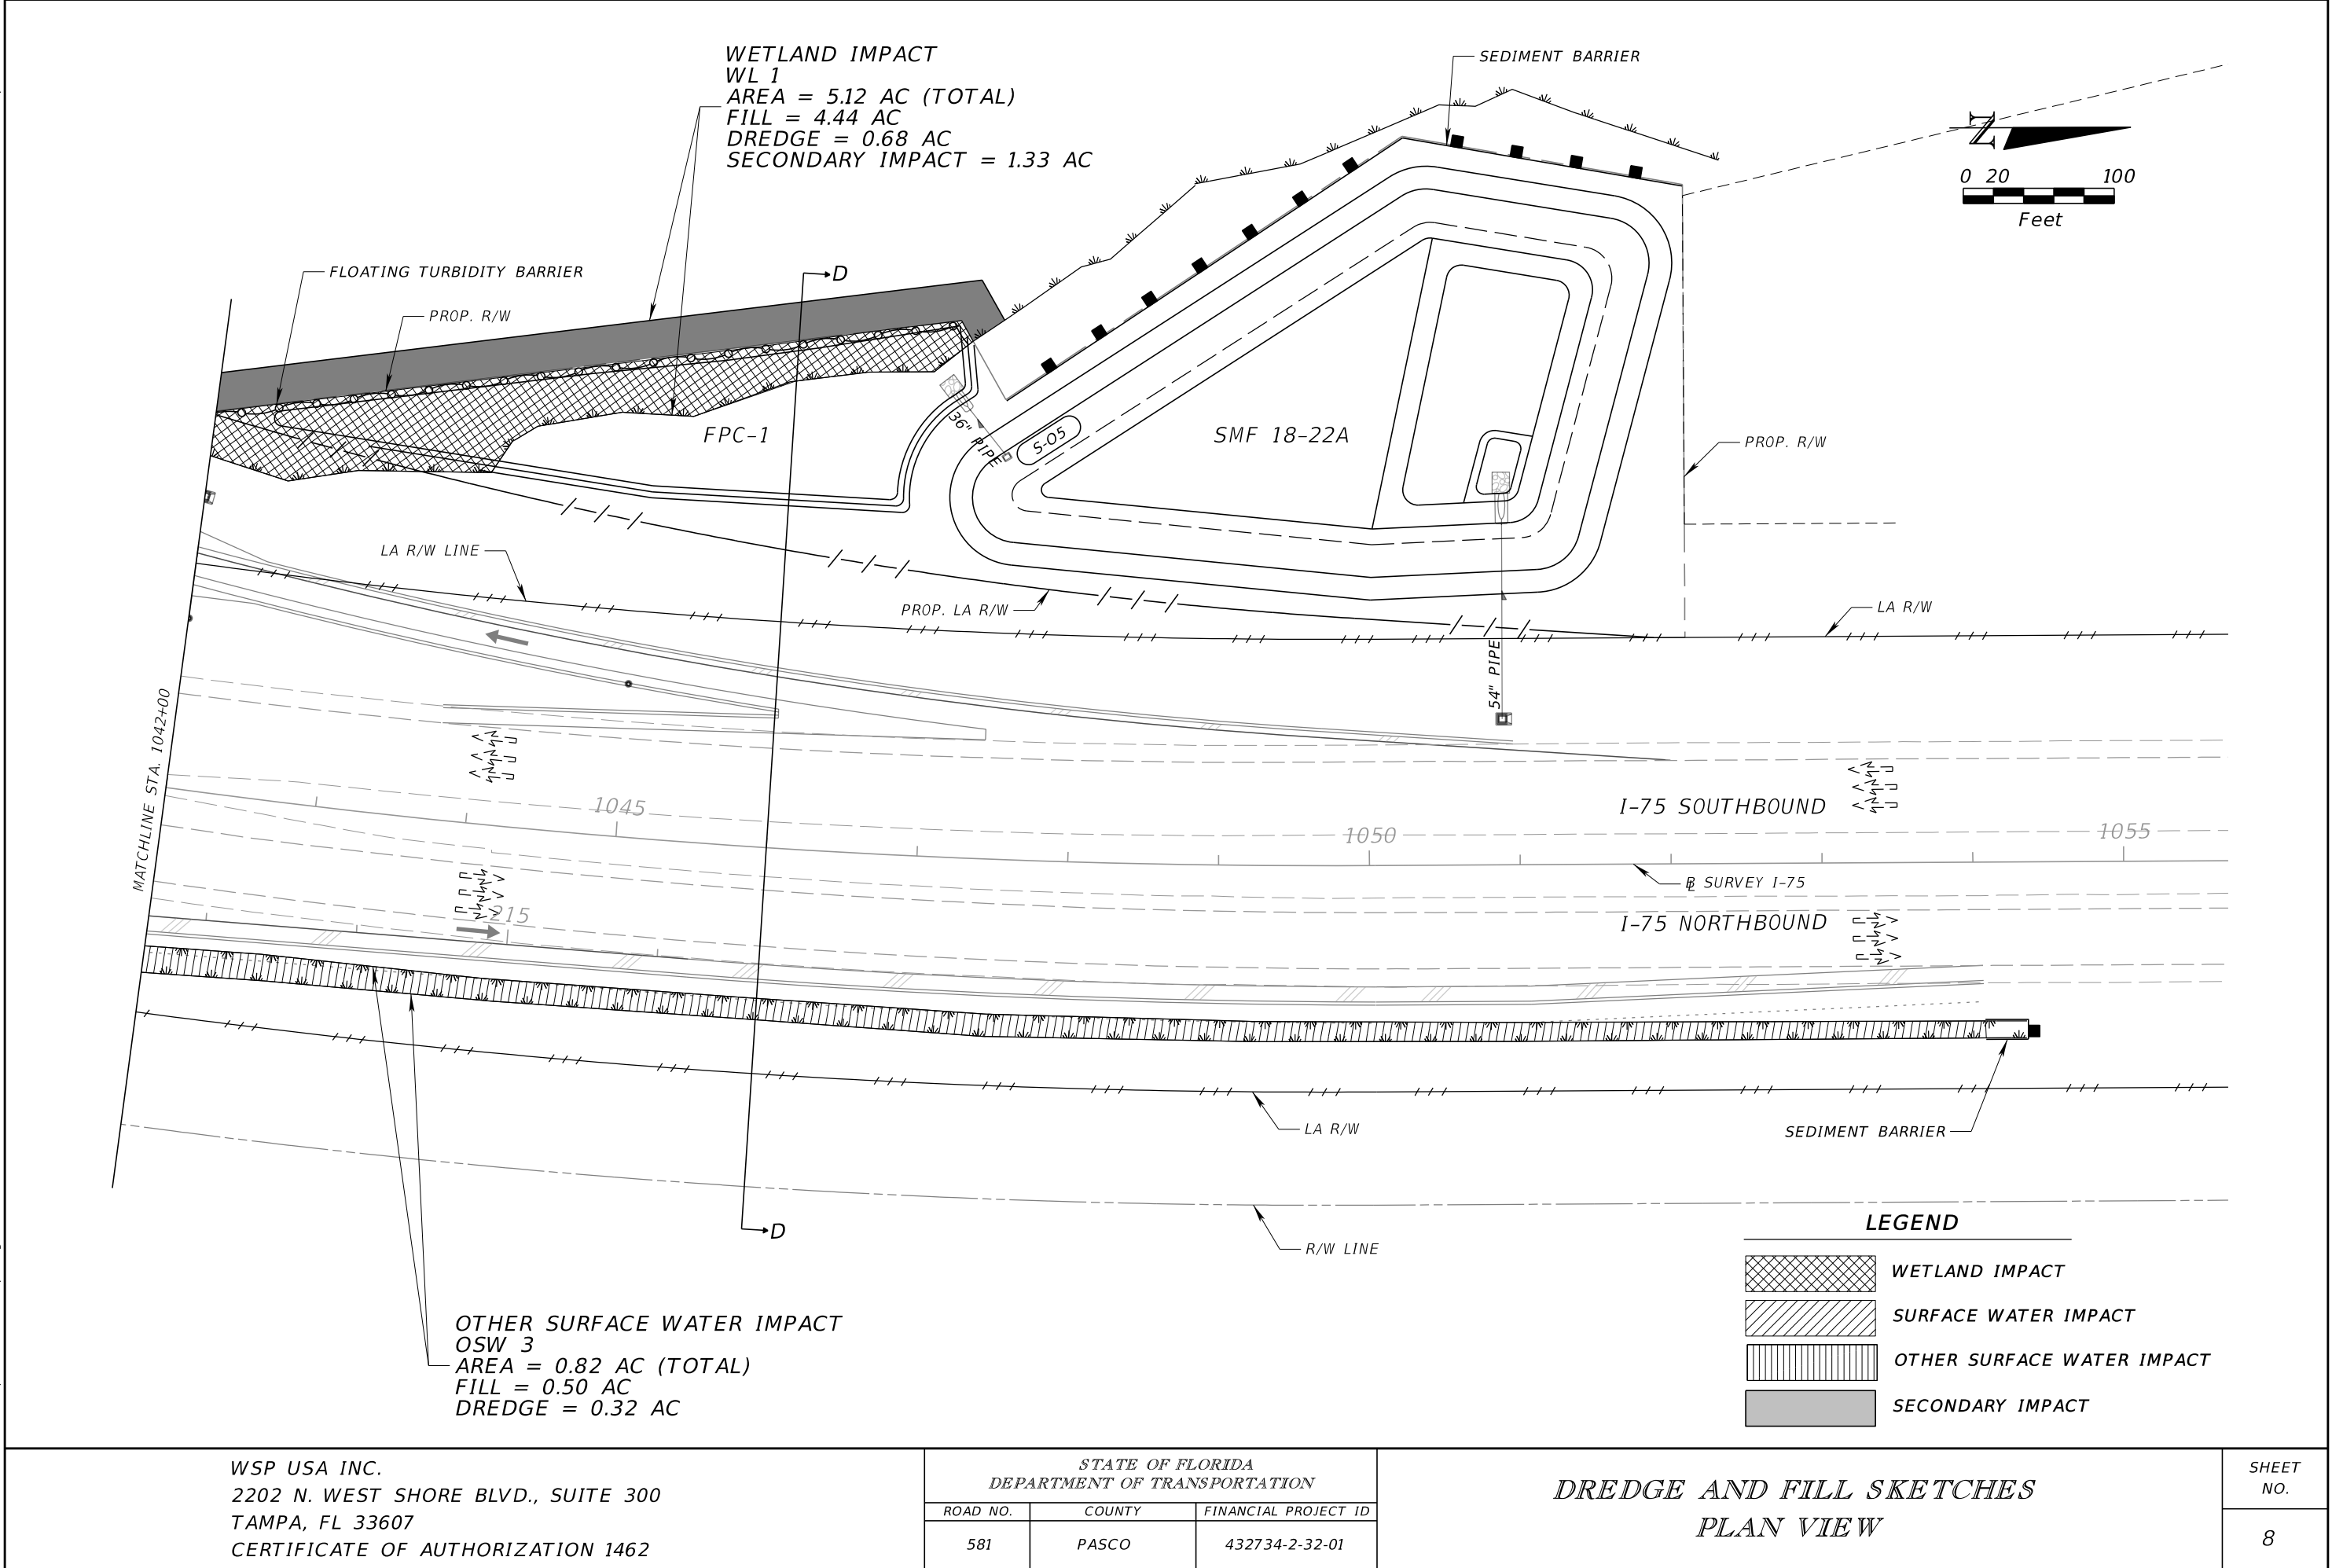 WETLAND IMPACT
WL 1
AREA = 5.12 AC (TOTAL)
FILL = 4.44 AC
DREDGE = 0.68 AC
SECONDARY IMPACT = 1.33 AC
SEDIMENT BARRIER
N
0 20 100
Feet
FLOATING TURBIDITY BARRIER
PROP. R/W
D
FPC-1
36" PIPE
S-05
SMF 18-22A
PROP. R/W
LA R/W LINE
PROP. LA R/W
LA R/W
54" PIPE
MATCHLINE STA. 1042+00
1045
1050
1055
I-75 SOUTHBOUND
BL SURVEY I-75
215
I-75 NORTHBOUND
LA R/W
SEDIMENT BARRIER
D
R/W LINE
OTHER SURFACE WATER IMPACT
OSW 3
AREA = 0.82 AC (TOTAL)
FILL = 0.50 AC
DREDGE = 0.32 AC
LEGEND
WETLAND IMPACT
SURFACE WATER IMPACT
OTHER SURFACE WATER IMPACT
SECONDARY IMPACT
WSP USA INC.
2202 N. WEST SHORE BLVD., SUITE 300
TAMPA, FL 33607
CERTIFICATE OF AUTHORIZATION 1462
STATE OF FLORIDA
DEPARTMENT OF TRANSPORTATION
ROAD NO. COUNTY FINANCIAL PROJECT ID
581 PASCO 432734-2-32-01
DREDGE AND FILL SKETCHES
PLAN VIEW
SHEET
NO.
8